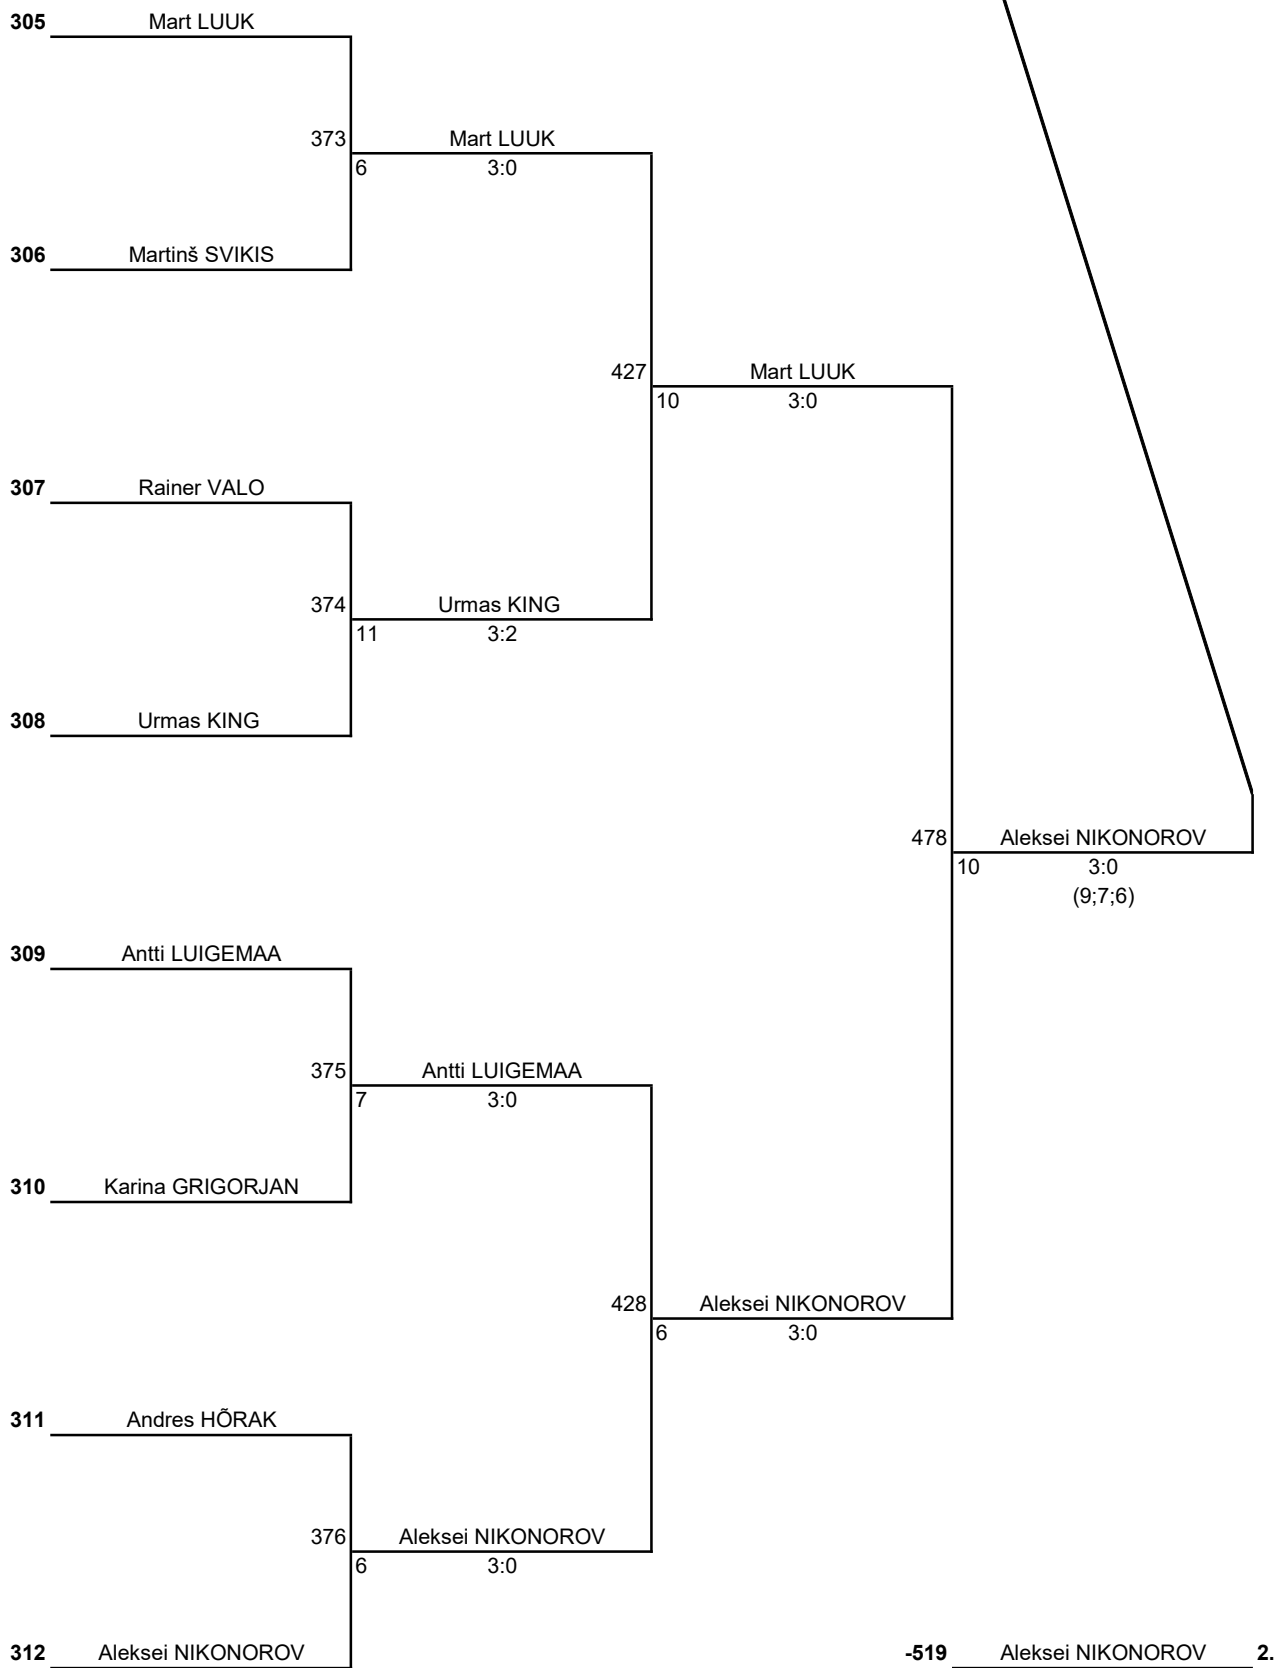 305 Mart LUUK
373 Mart LUUK
6 3:0
306 Martinš SVIKIS
427 Mart LUUK
10 3:0
307 Rainer VALO
374 Urmas KING
11 3:2
308 Urmas KING
478 Aleksei NIKONOROV
10 3:0
(9;7;6)
309 Antti LUIGEMAA
375 Antti LUIGEMAA
7 3:0
310 Karina GRIGORJAN
428 Aleksei NIKONOROV
6 3:0
311 Andres HÕRAK
376 Aleksei NIKONOROV
6 3:0
312 Aleksei NIKONOROV
-519 Aleksei NIKONOROV 2.